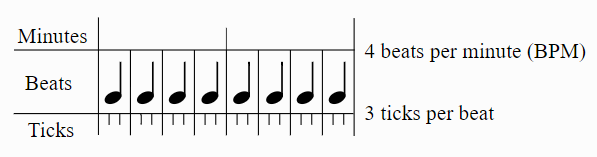 Minutes
4 beats per minute (BPM)
Beats
3 ticks per beat
Ticks